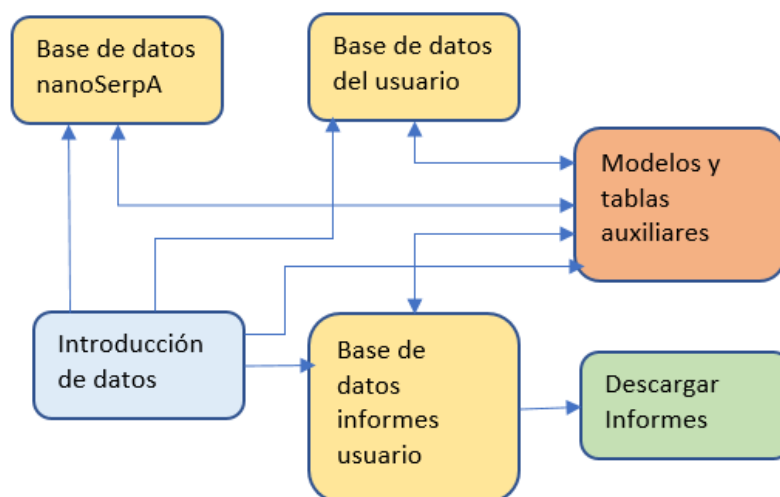 Base de datos
nanoSerpA
Base de datos
del usuario
Modelos y
tablas
auxiliares
Introducción
de datos
Base de
datos
informes
usuario
Descargar
Informes